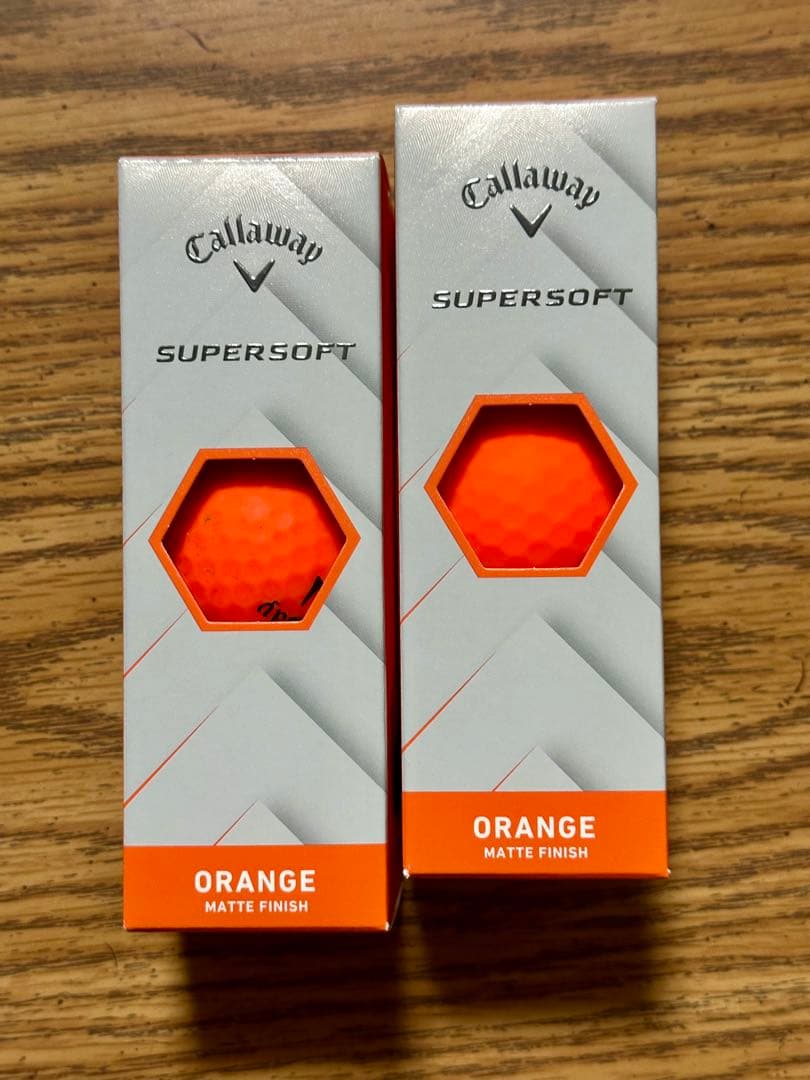 Callaway
SUPERSOFT
ORANGE
MATTE FINISH
Callaway
SUPERSOFT
ORANGE
MATTE FINISH